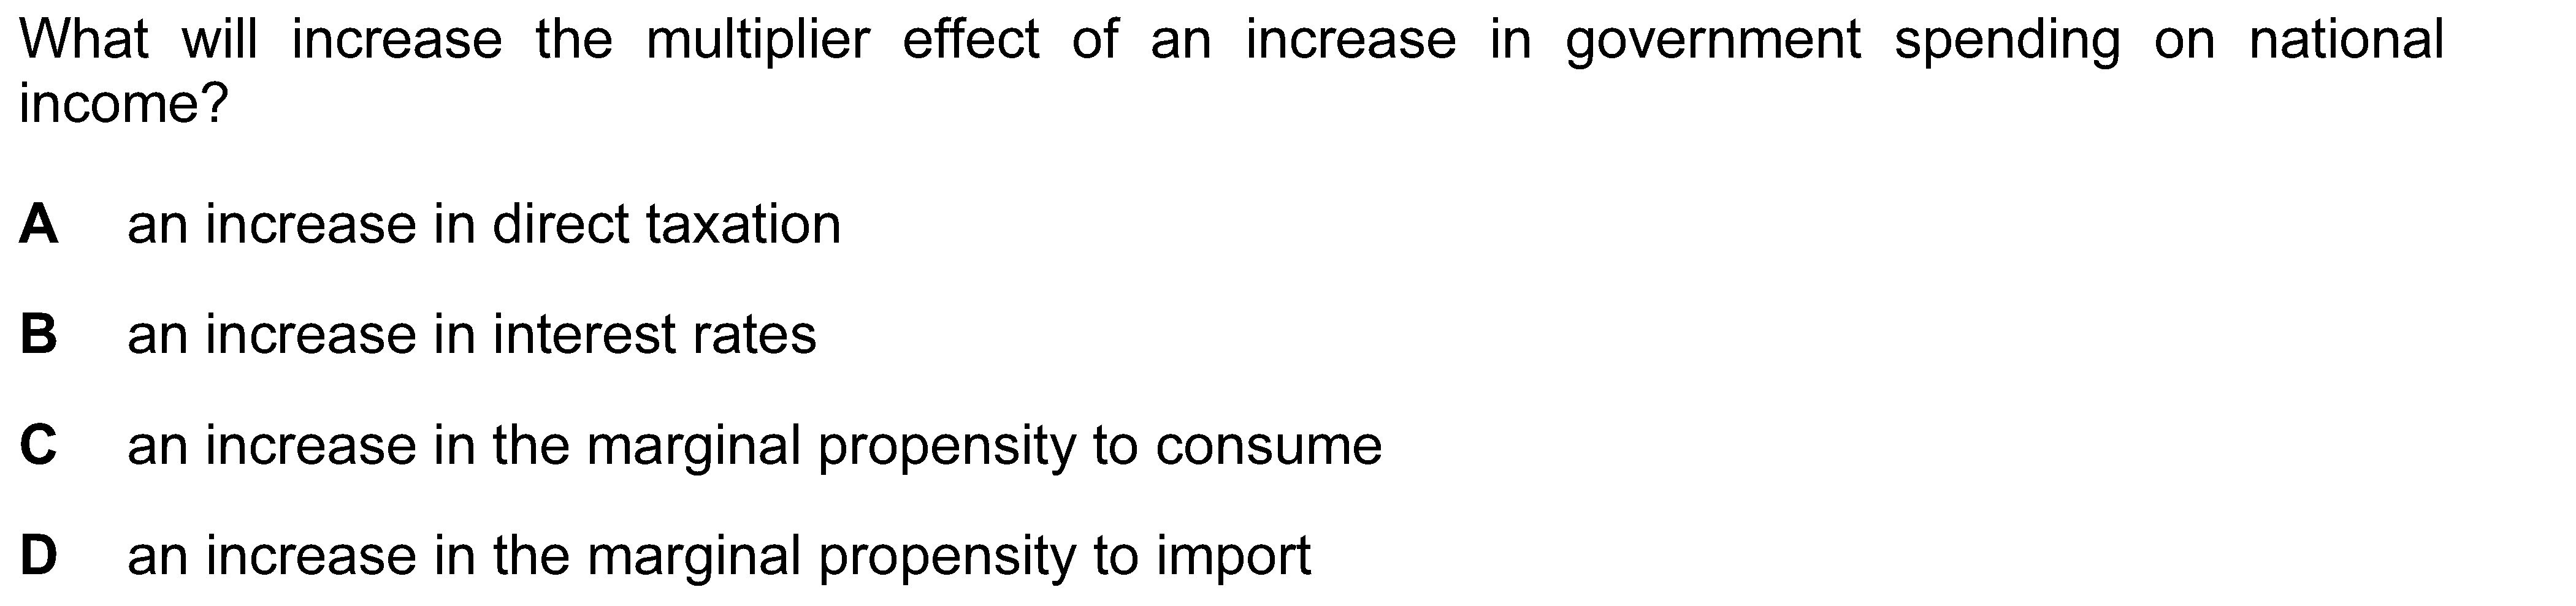 What will increase the multiplier effect of an increase in government spending on national
income?
A an increase in direct taxation
B an increase in interest rates
C an increase in the marginal propensity to consume
D an increase in the marginal propensity to import